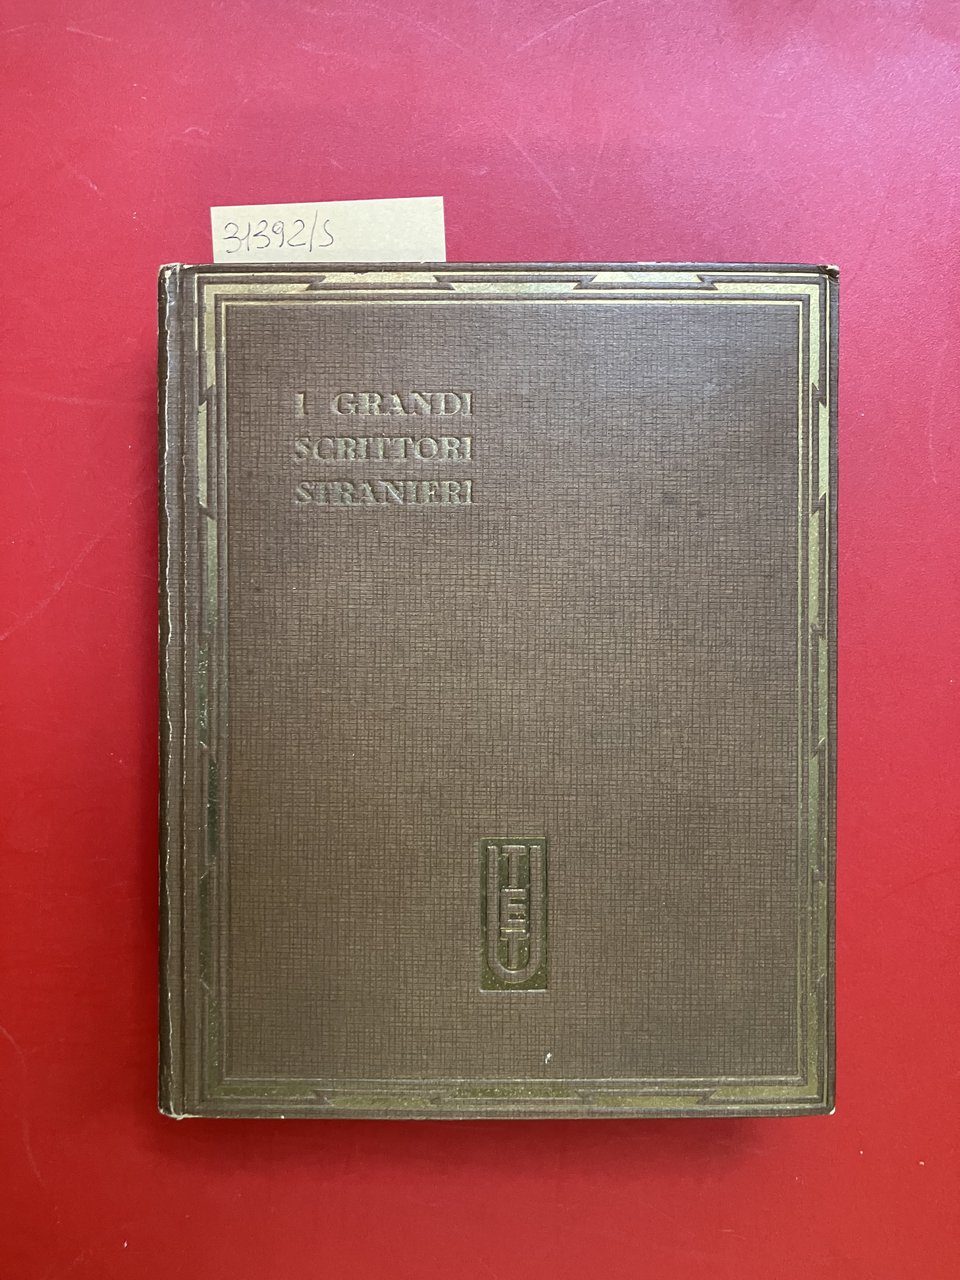 31392/S
I GRANDI
SCRITTORI
STRANIERI
UTET